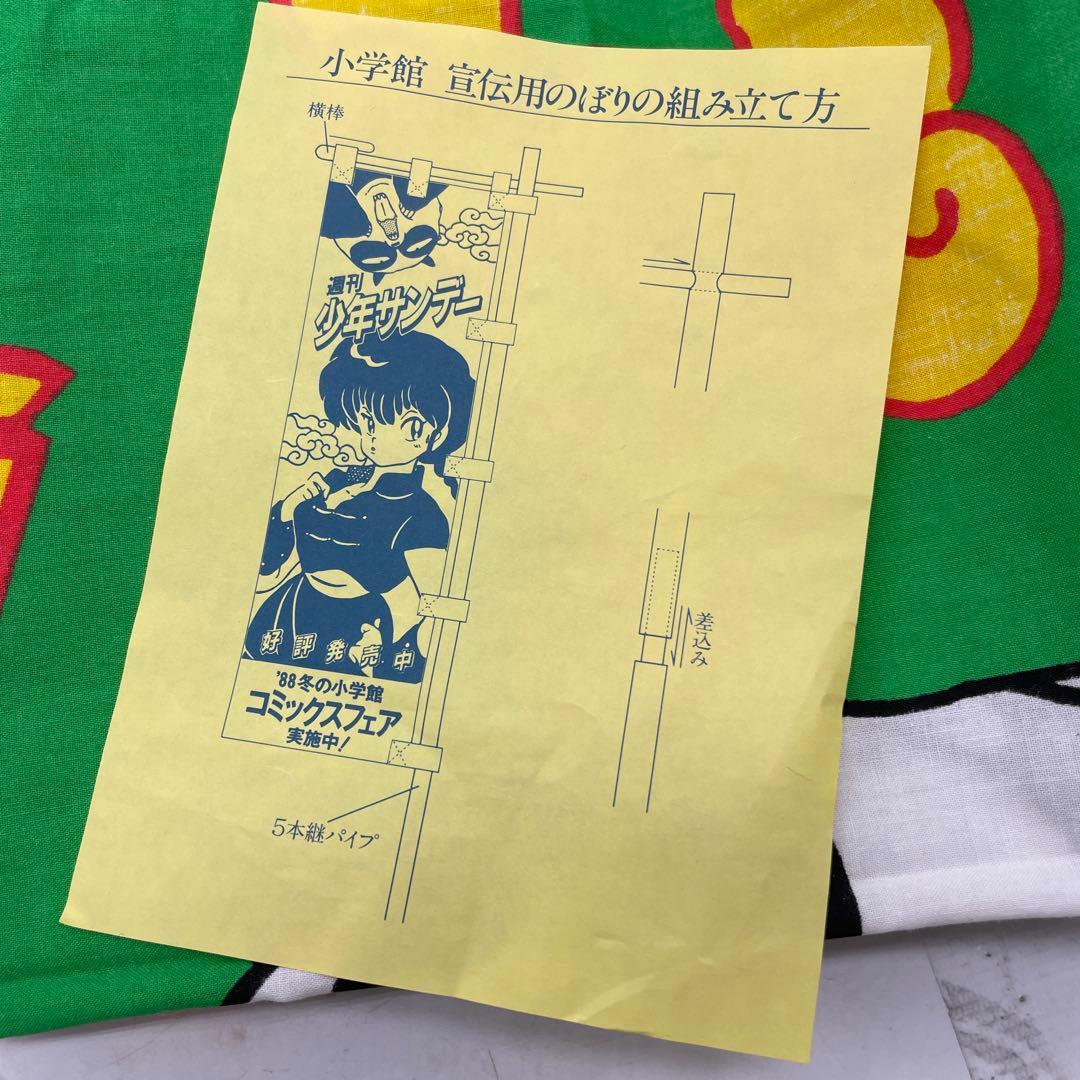 小学館 宣伝用のぼりの組み立て方
横棒
週刊
少年サンデー
好評発売中
'88冬の小学館
コミックスフェア
実施中!
5本継パイプ
差込み